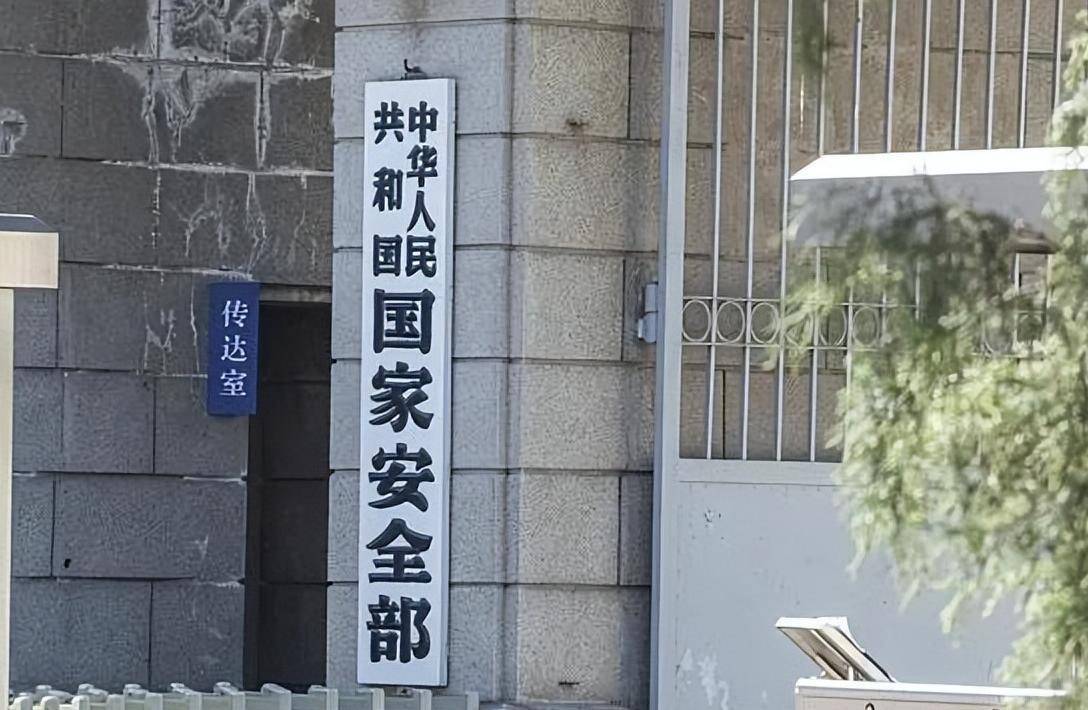 中华人民
共和国
国家安全部
传达室